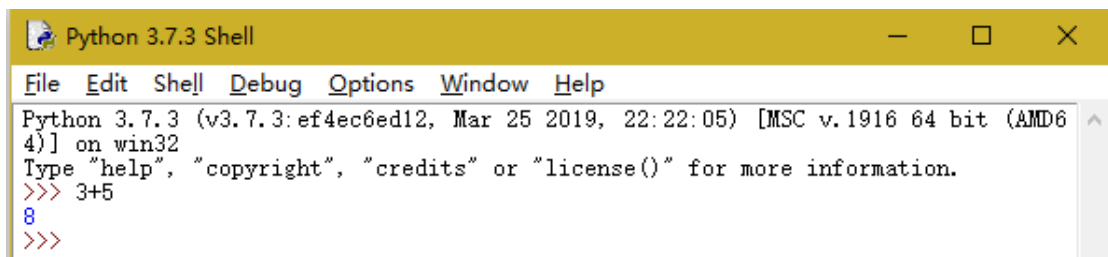 Python 3.7.3 Shell
File Edit Shell Debug Options Window Help
Python 3.7.3 (v3.7.3:ef4ec6ed12, Mar 25 2019, 22:22:05) [MSC v.1916 64 bit (AMD6
4)] on win32
Type "help", "copyright", "credits" or "license()" for more information.
>>> 3+5
8
>>>